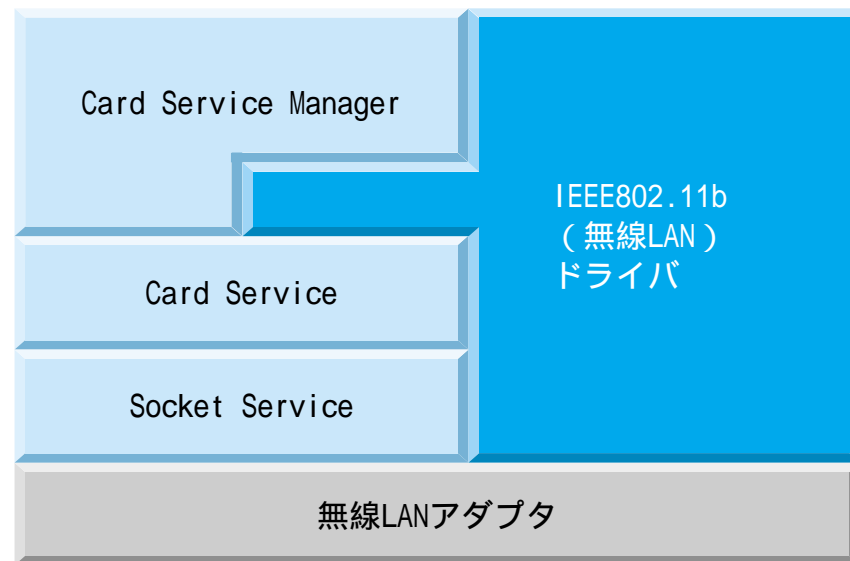 Card Service Manager
IEEE802.11b
(無線LAN)
ドライバ
Card Service
Socket Service
無線LANアダプタ